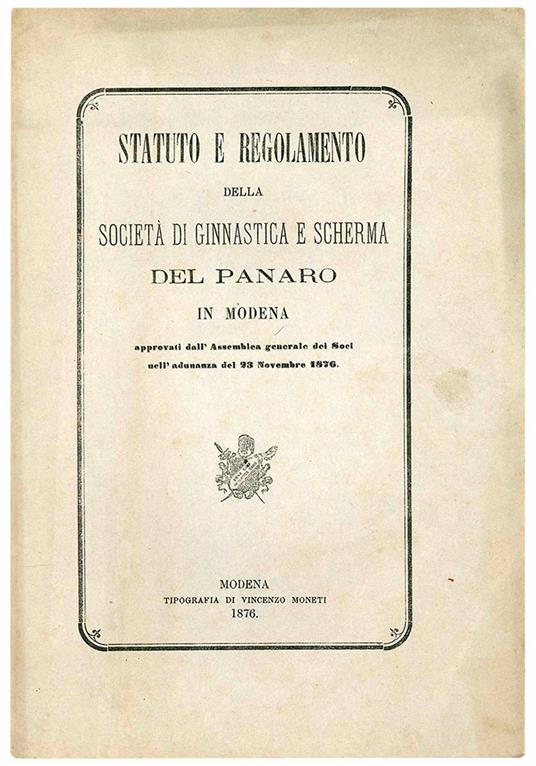 STATUTO E REGOLAMENTO
DELLA
SOCIETÀ DI GINNASTICA E SCHERMA
DEL PANARO
IN MODENA
approvati dall' Assemblea generale dei Soci
nell' adunanza del 23 Novembre 1876.
MODENA
TIPOGRAFIA DI VINCENZO MONETI
1876.